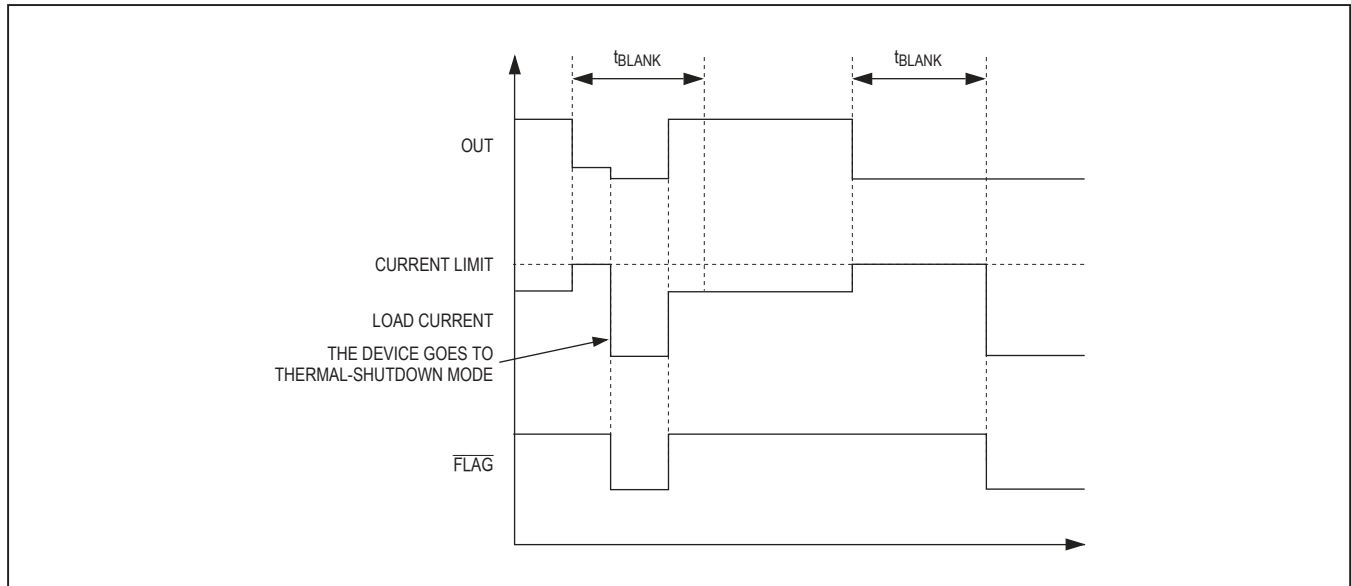 tBLANK
tBLANK
OUT
CURRENT LIMIT
LOAD CURRENT
THE DEVICE GOES TO
THERMAL-SHUTDOWN MODE
FLAG